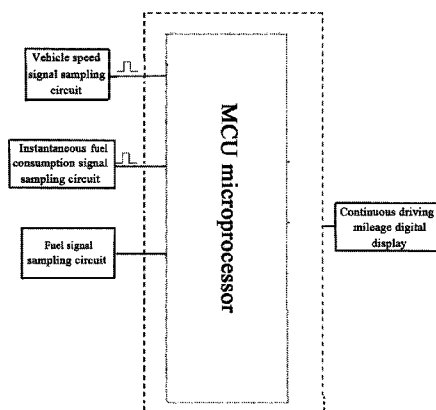 Vehicle speed
signal sampling
circuit
Instantaneous fuel
consumption signal
sampling circuit
Fuel signal
sampling circuit
MCU microprocessor
Continuous driving
mileage digital
display